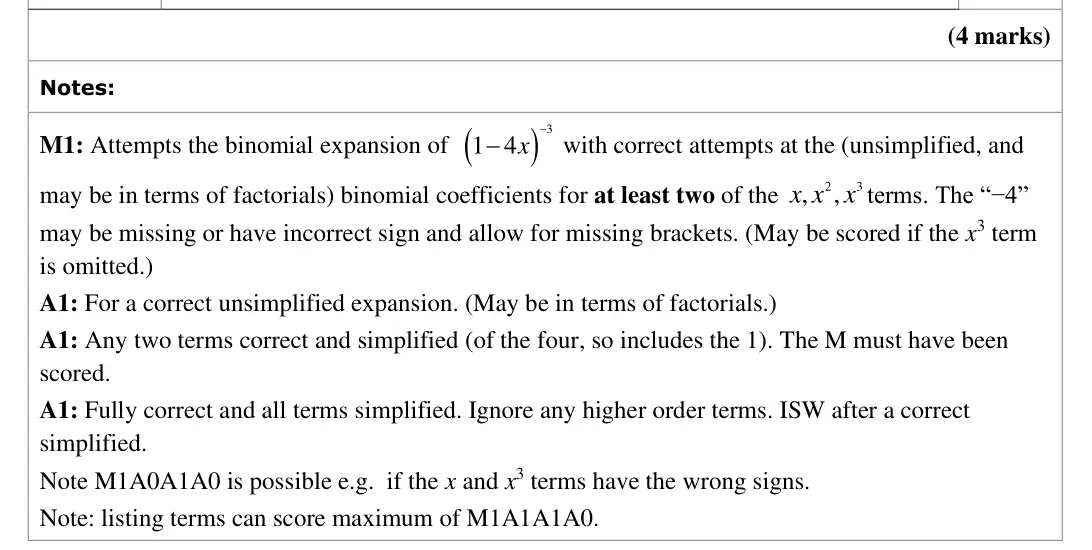 (4 marks)
Notes:
M1: Attempts the binomial expansion of (1−4x)⁻³ with correct attempts at the (unsimplified, and
may be in terms of factorials) binomial coefficients for at least two of the x, x², x³ terms. The “−4”
may be missing or have incorrect sign and allow for missing brackets. (May be scored if the x³ term
is omitted.)
A1: For a correct unsimplified expansion. (May be in terms of factorials.)
A1: Any two terms correct and simplified (of the four, so includes the 1). The M must have been
scored.
A1: Fully correct and all terms simplified. Ignore any higher order terms. ISW after a correct
simplified.
Note M1A0A1A0 is possible e.g. if the x and x³ terms have the wrong signs.
Note: listing terms can score maximum of M1A1A1A0.